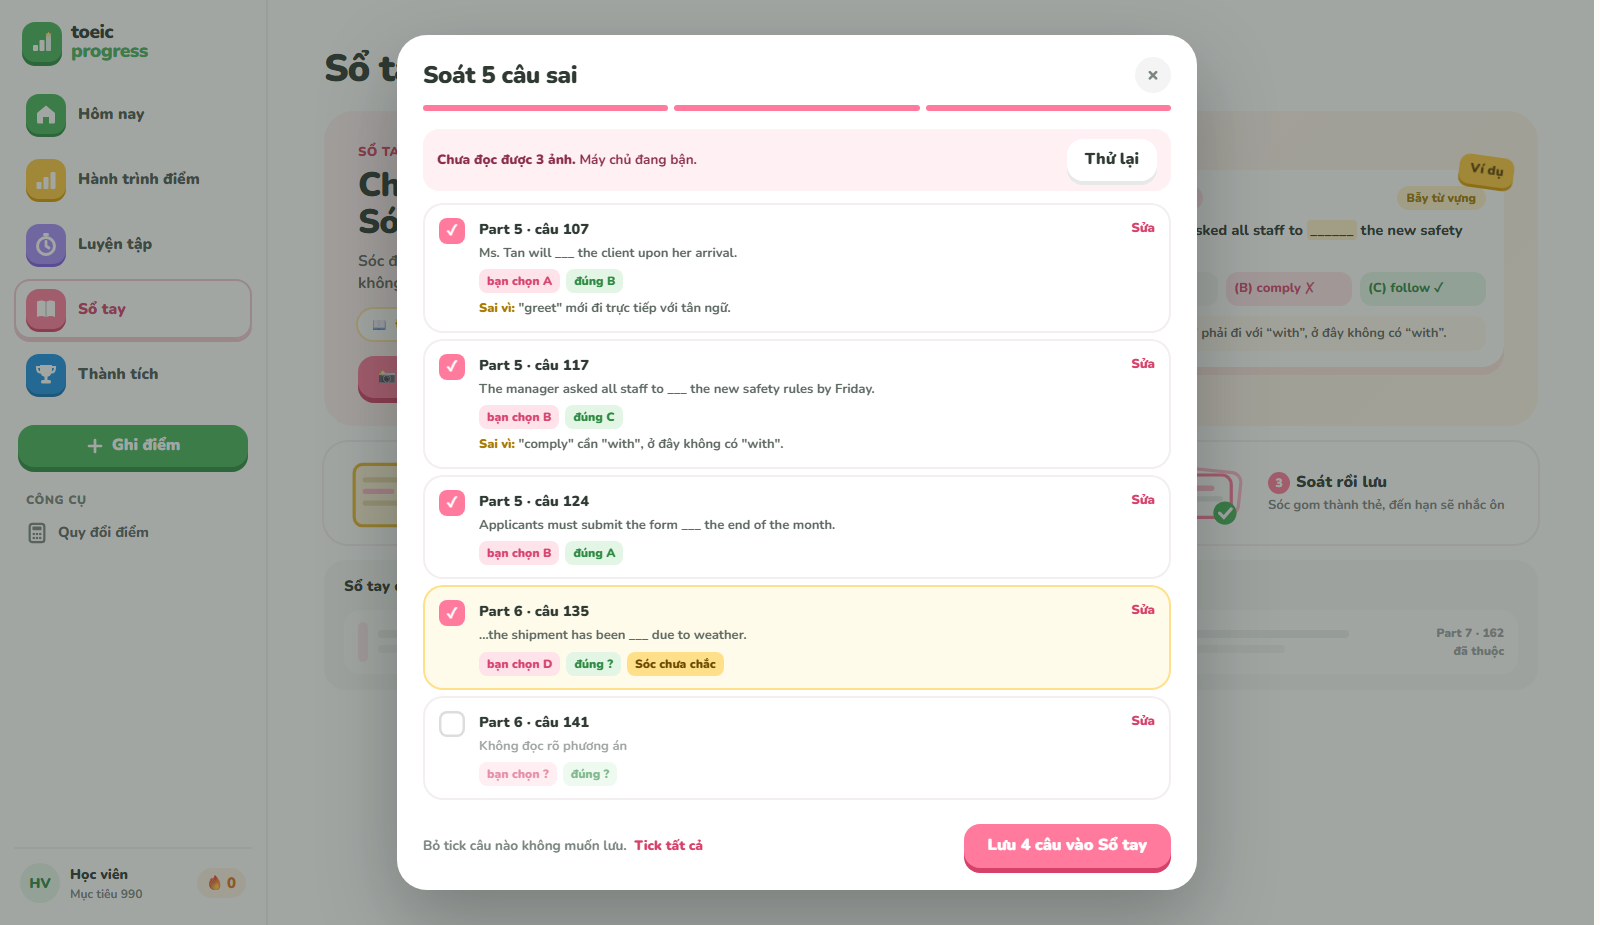 toeic
progress
Hôm nay
Hành trình điểm
Luyện tập
Sổ tay
Thành tích
+ Ghi điểm
CÔNG CỤ
Quy đổi điểm
HV
Học viên
Mục tiêu 990
0
Sổ
SỔ
Sóc
Soát 5 câu sai
×
Chưa đọc được 3 ảnh. Máy chủ đang bận.
Thử lại
Part 5 · câu 107
Sửa
Ms. Tan will ___ the client upon her arrival.
bạn chọn A
đúng B
Sai vì: "greet" mới đi trực tiếp với tân ngữ.
Part 5 · câu 117
Sửa
The manager asked all staff to ___ the new safety rules by Friday.
bạn chọn B
đúng C
Sai vì: "comply" cần "with", ở đây không có "with".
Part 5 · câu 124
Sửa
Applicants must submit the form ___ the end of the month.
bạn chọn B
đúng A
Part 6 · câu 135
Sửa
...the shipment has been ___ due to weather.
bạn chọn D
đúng ?
Sóc chưa chắc
Part 6 · câu 141
Sửa
Không đọc rõ phương án
bạn chọn ?
đúng ?
Bỏ tick câu nào không muốn lưu. Tick tất cả
Lưu 4 câu vào Sổ tay
Ví dụ
Bẫy từ vựng
all staff to ______ the new safety
(B) comply ✗
(C) follow ✓
phải đi với “with”, ở đây không có “with”.
3 Soát rồi lưu
Sóc gom thành thẻ, đến hạn sẽ nhắc ôn
Sổ tay
Part 7 · 162
đã thuộc